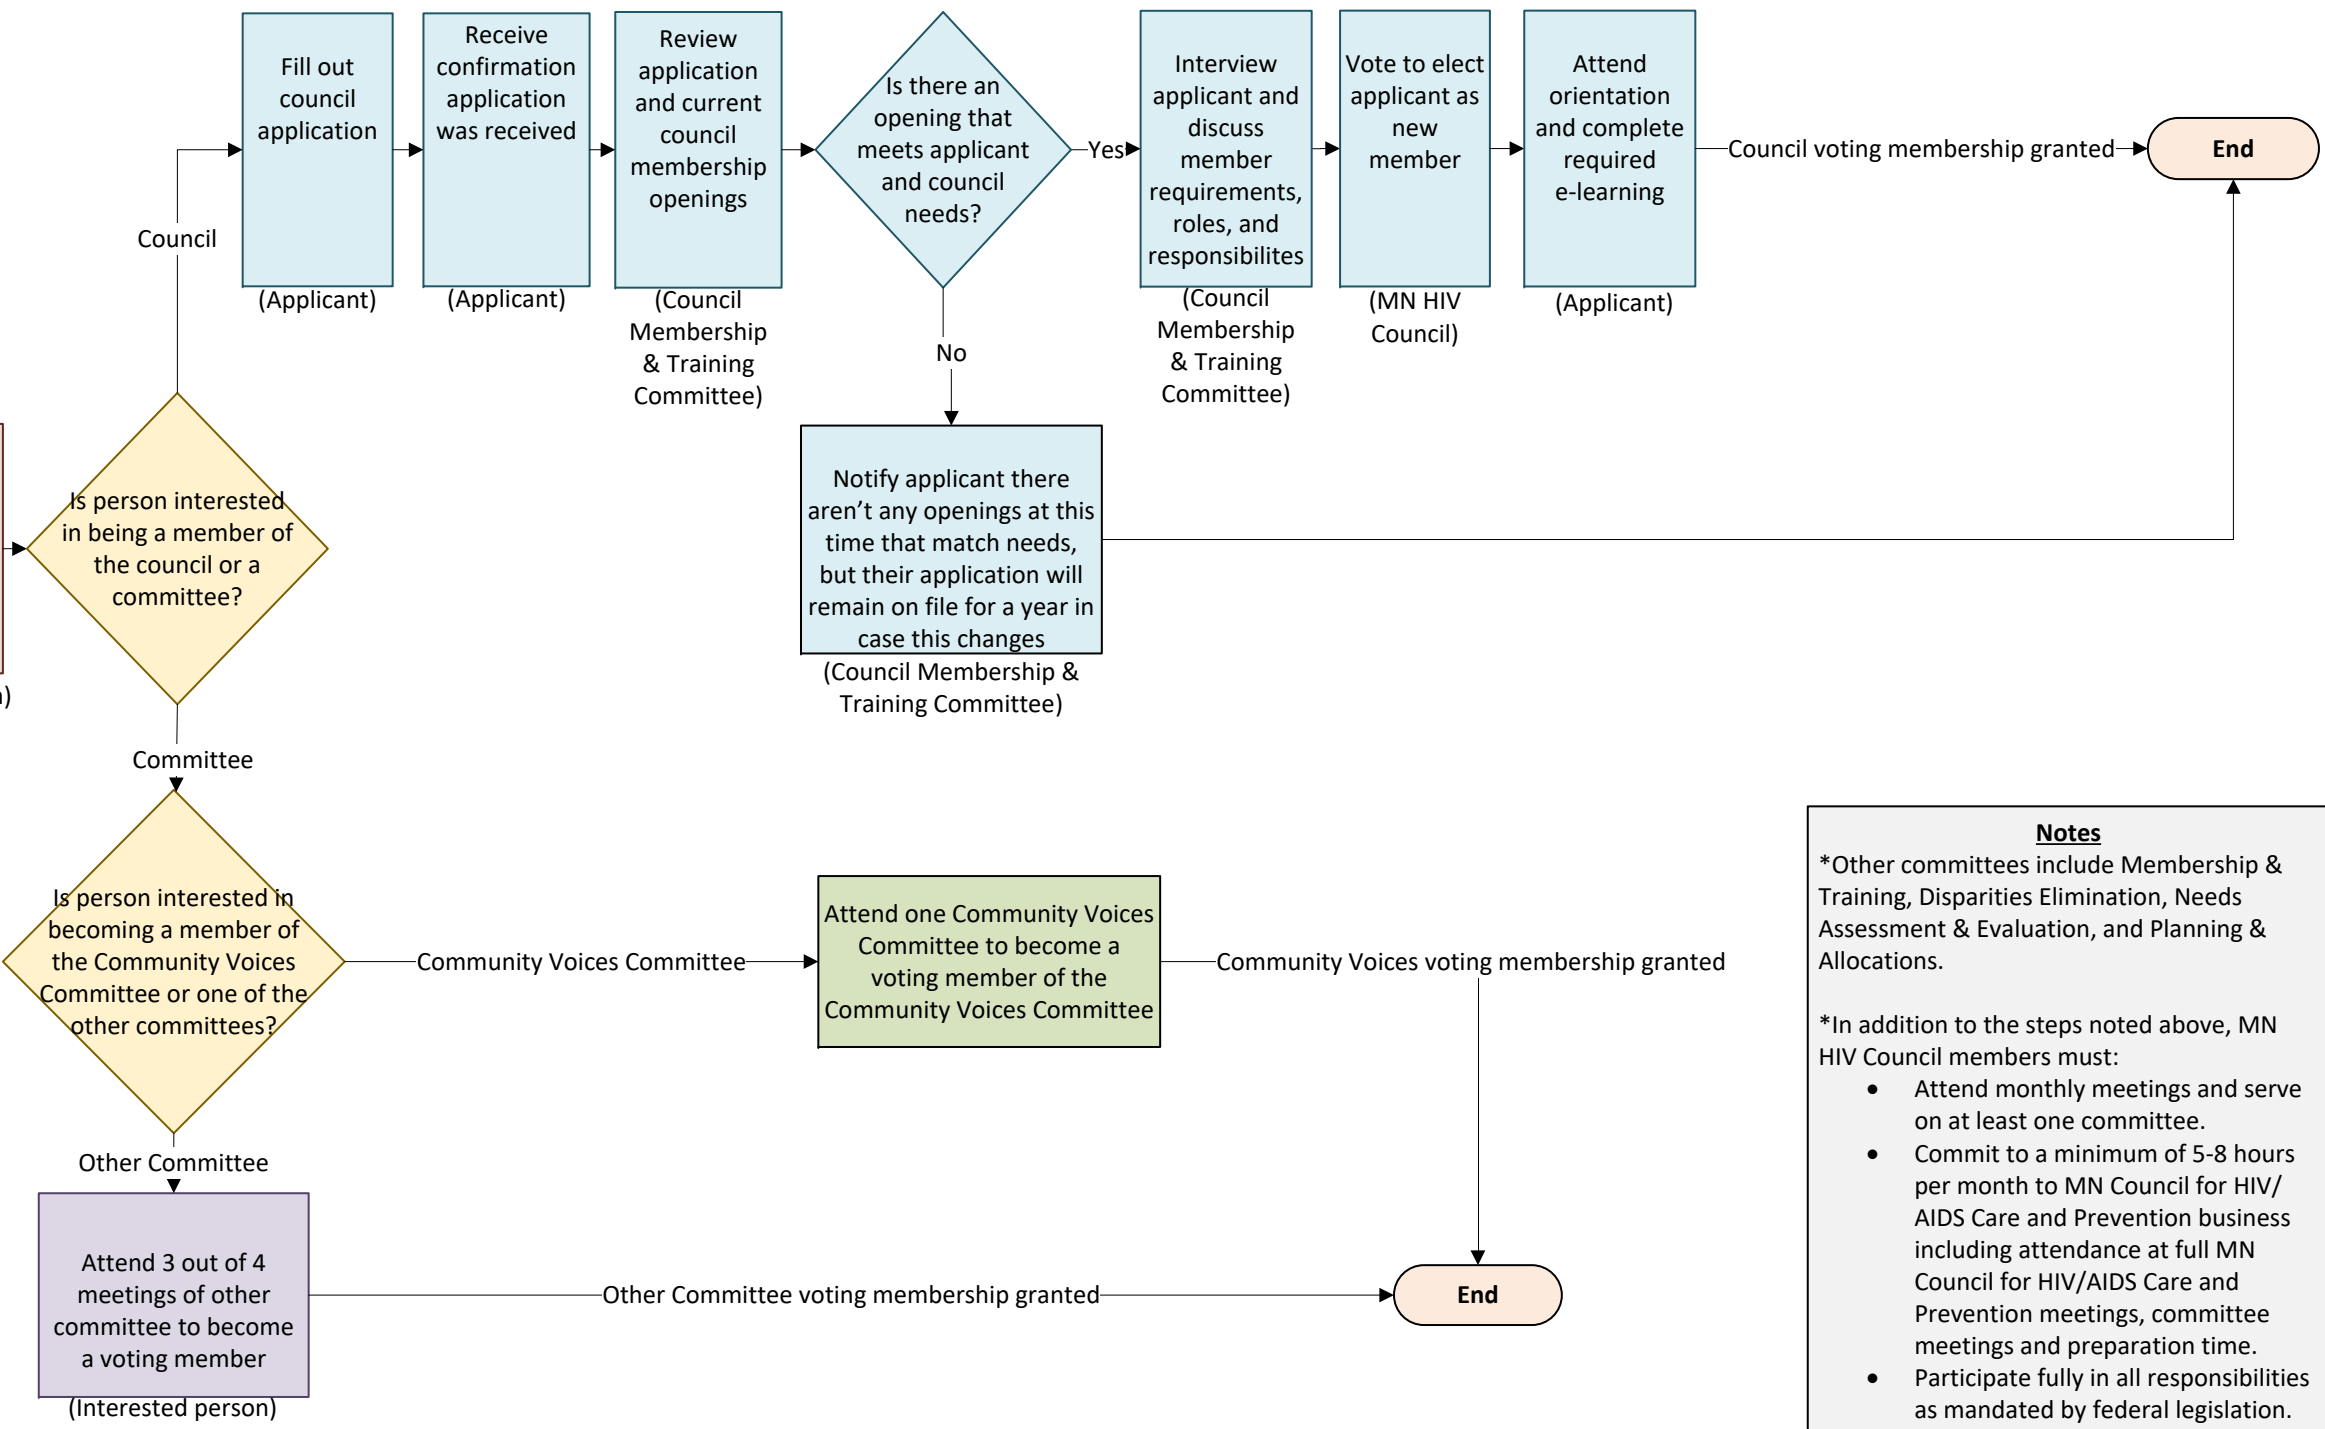 Fill out
council
application
(Applicant)
Receive
confirmation
application
was received
(Applicant)
Review
application
and current
council
membership
openings
(Council
Membership
& Training
Committee)
Is there an
opening that
meets applicant
and council
needs?
Yes
Interview
applicant and
discuss
member
requirements,
roles, and
responsibilites
(Council
Membership
& Training
Committee)
Vote to elect
applicant as
new
member
(MN HIV
Council)
Attend
orientation
and complete
required
e-learning
(Applicant)
Council voting membership granted
End
Council
No
Notify applicant there
aren’t any openings at this
time that match needs,
but their application will
remain on file for a year in
case this changes
(Council Membership &
Training Committee)
Is person interested
in being a member of
the council or a
committee?
Committee
Is person interested in
becoming a member of
the Community Voices
Committee or one of the
other committees?
Community Voices Committee
Attend one Community Voices
Committee to become a
voting member of the
Community Voices Committee
Community Voices voting membership granted
Other Committee
Attend 3 out of 4
meetings of other
committee to become
a voting member
(Interested person)
Other Committee voting membership granted
End
Notes
*Other committees include Membership &
Training, Disparities Elimination, Needs
Assessment & Evaluation, and Planning &
Allocations.
*In addition to the steps noted above, MN
HIV Council members must:
• Attend monthly meetings and serve
on at least one committee.
• Commit to a minimum of 5-8 hours
per month to MN Council for HIV/
AIDS Care and Prevention business
including attendance at full MN
Council for HIV/AIDS Care and
Prevention meetings, committee
meetings and preparation time.
• Participate fully in all responsibilities
as mandated by federal legislation.